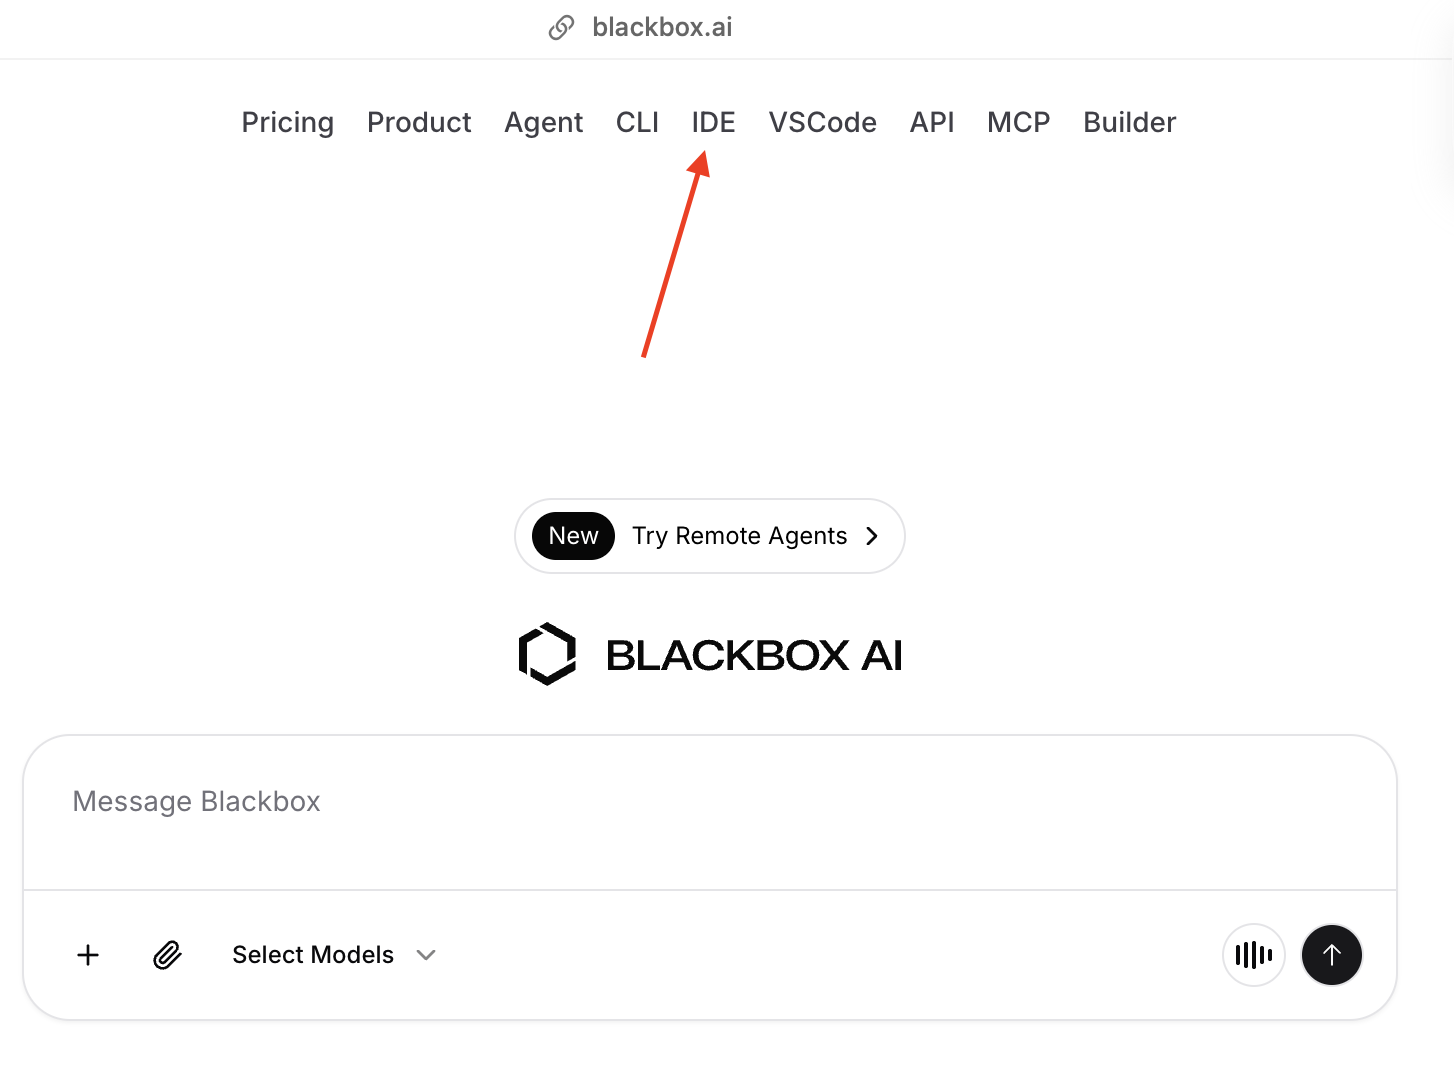 blackbox.ai
Pricing Product Agent CLI IDE VSCode API MCP Builder
New Try Remote Agents
BLACKBOX AI
Message Blackbox
Select Models